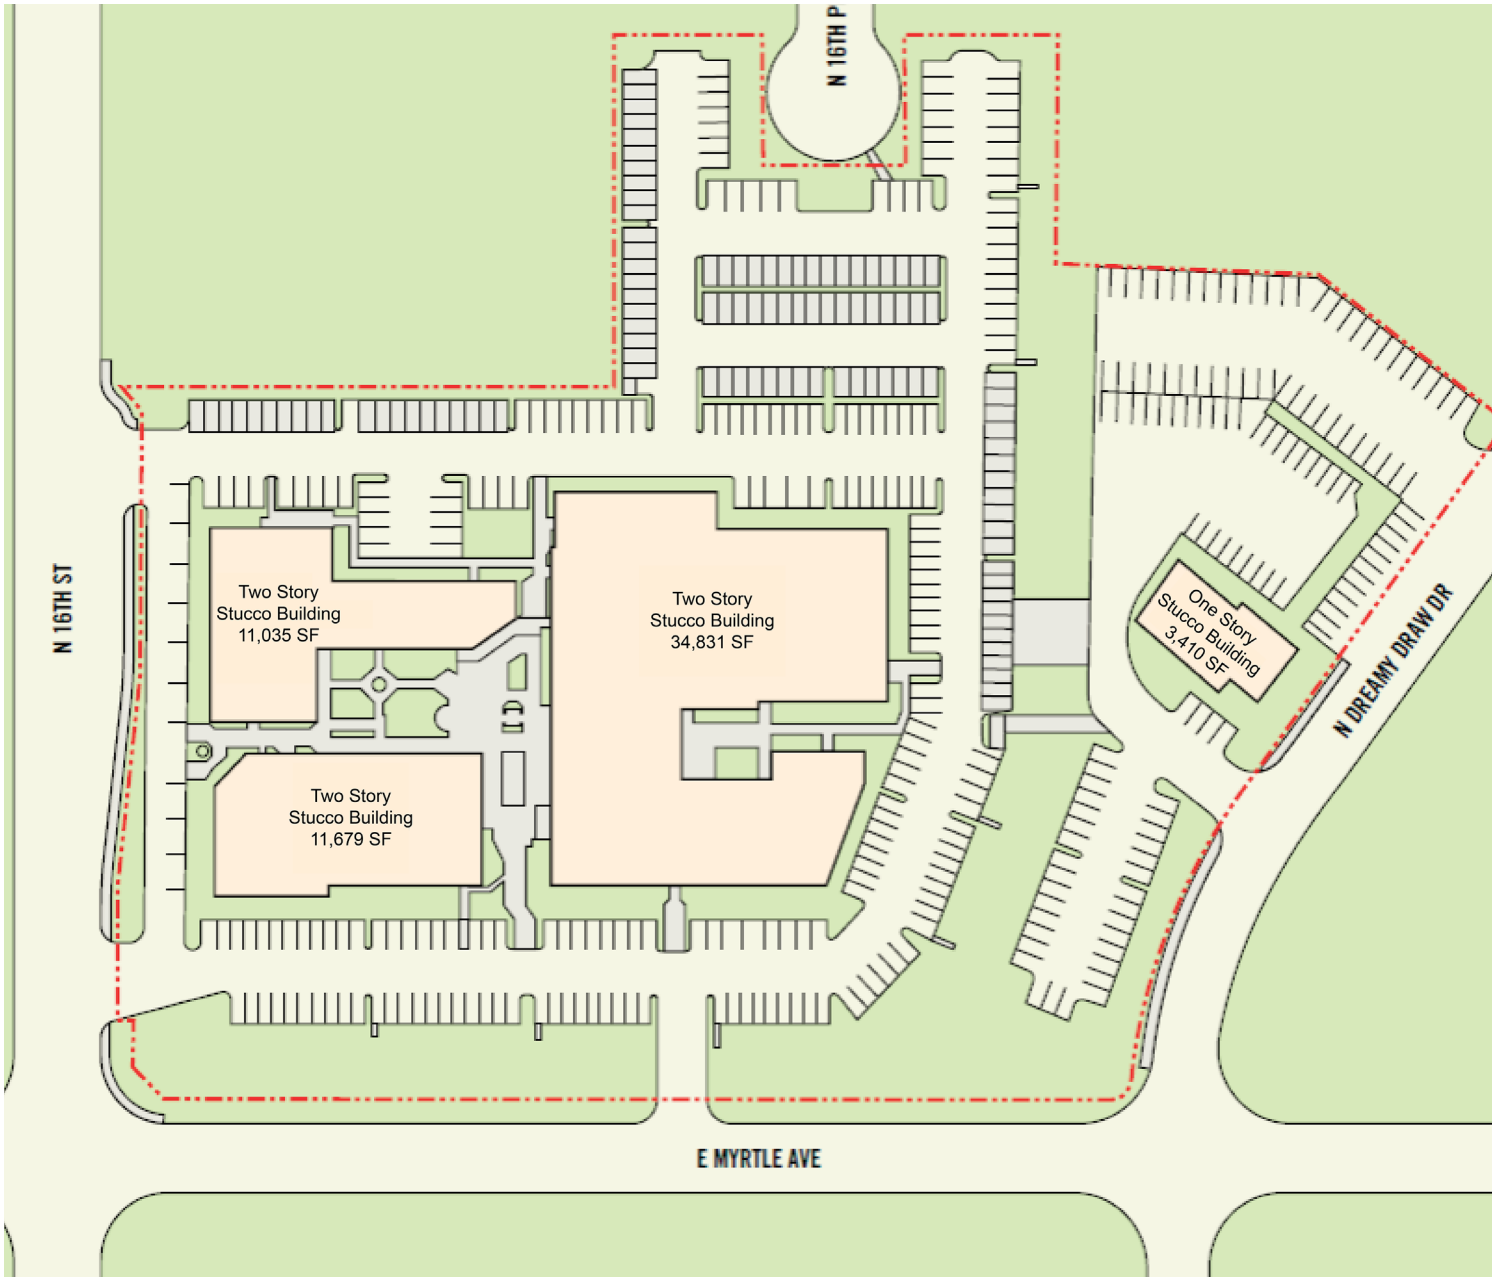 N 16TH P
N 16TH ST
Two Story
Stucco Building
11,035 SF
Two Story
Stucco Building
34,831 SF
One Story
Stucco Building
3,410 SF
N DREAMY DRAW DR
Two Story
Stucco Building
11,679 SF
E MYRTLE AVE